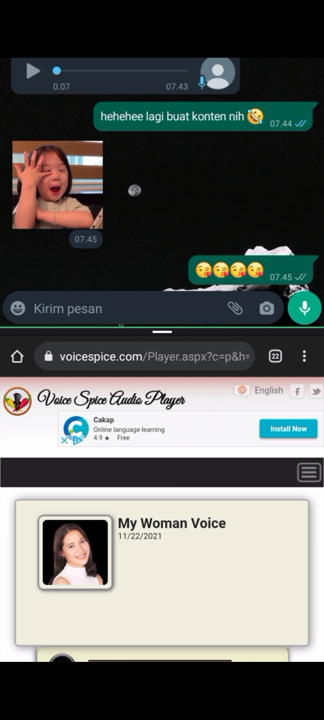 0.07 07.43
hehehee lagi buat konten nih 🤣 07.44
07.45
😘😘😘😘 07.45
Kirim pesan
voicespice.com/Player.aspx?c=p&h= 22
English
Voice Spice Audio Player
Cakap
Online language learning
4.9 ★ Free
Install Now
My Woman Voice
11/22/2021